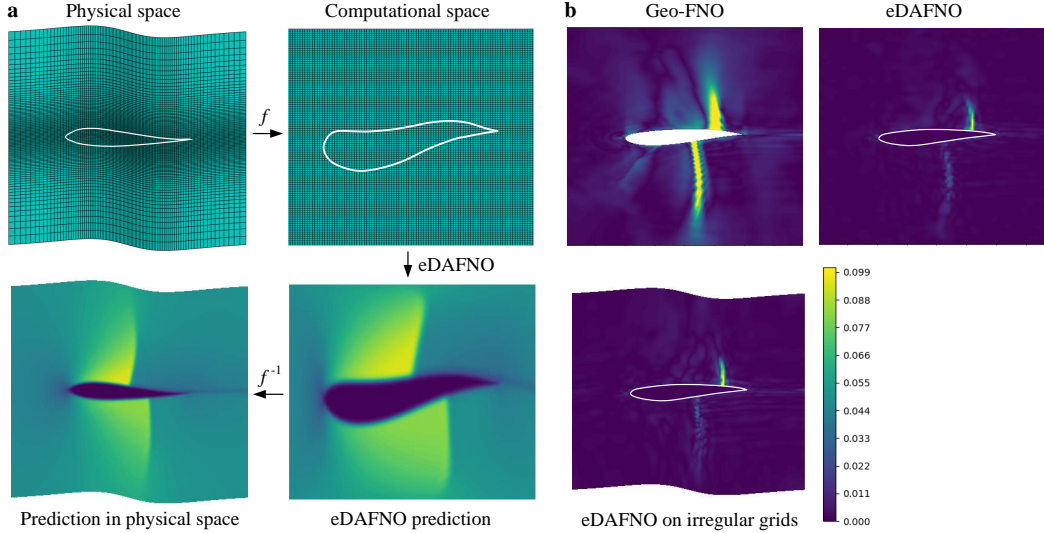 a
Physical space
Computational space
f
eDAFNO
f⁻¹
Prediction in physical space
eDAFNO prediction
b
Geo-FNO
eDAFNO
0.099
0.088
0.077
0.066
0.055
0.044
0.033
0.022
0.011
0.000
eDAFNO on irregular grids